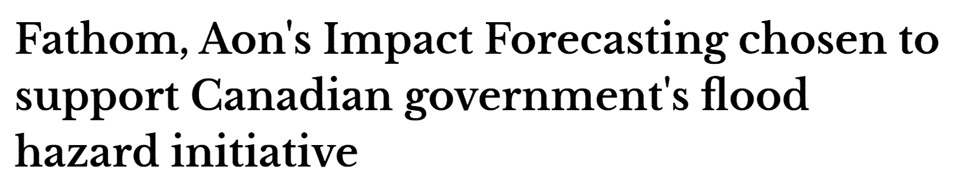 Fathom, Aon's Impact Forecasting chosen to
support Canadian government's flood
hazard initiative